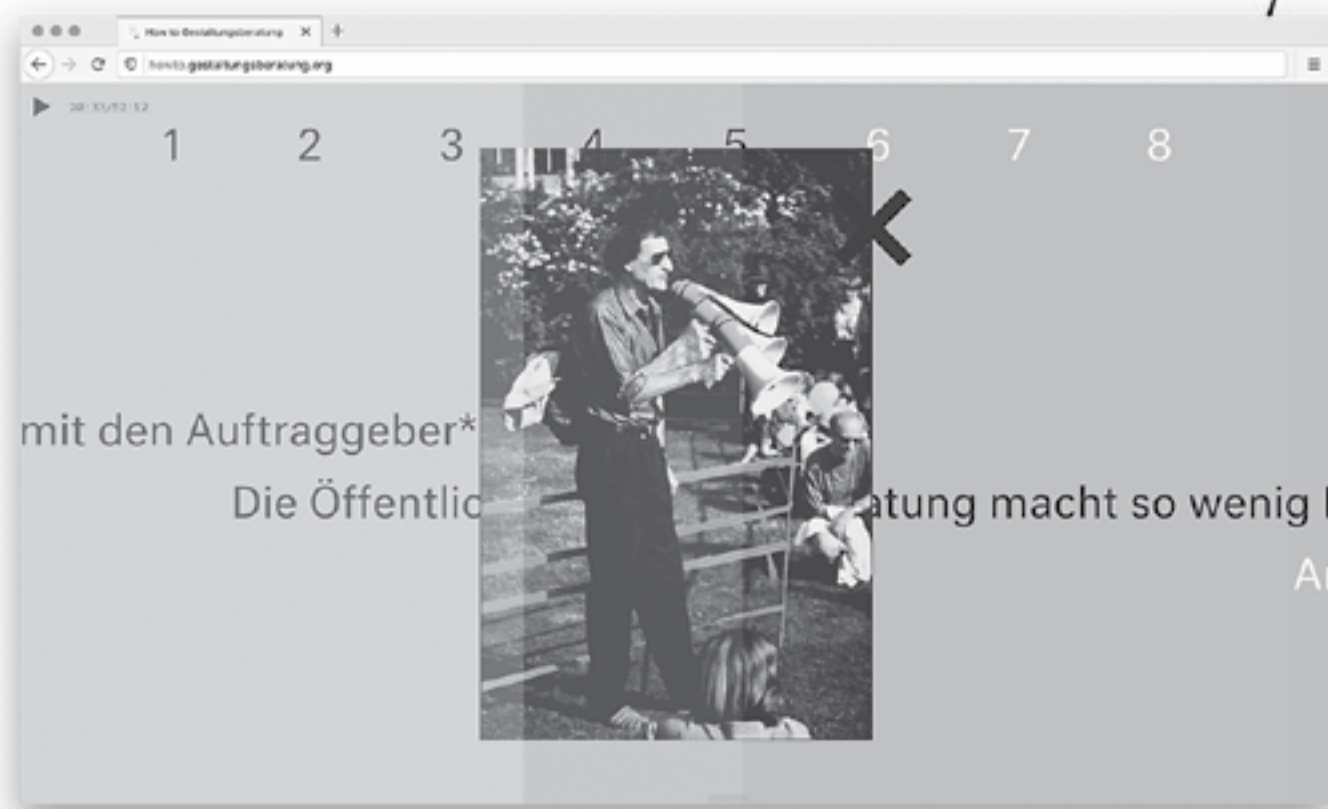 How to Gestaltungsberatung
howto.gestaltungsberatung.org
1 2 3 4 5 6 7 8
mit den Auftraggeber*
Die Öffentlic
atung macht so wenig